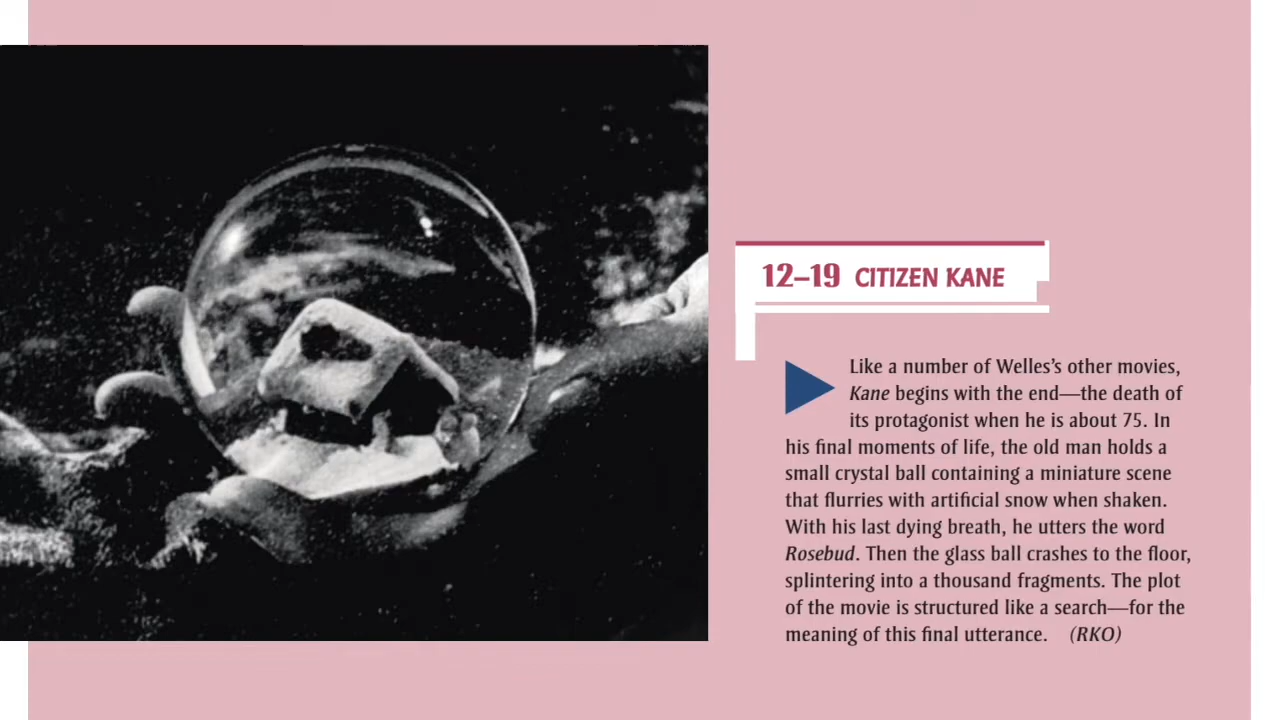 12–19 CITIZEN KANE
Like a number of Welles's other movies,
Kane begins with the end—the death of
its protagonist when he is about 75. In
his final moments of life, the old man holds a
small crystal ball containing a miniature scene
that flurries with artificial snow when shaken.
With his last dying breath, he utters the word
Rosebud. Then the glass ball crashes to the floor,
splintering into a thousand fragments. The plot
of the movie is structured like a search—for the
meaning of this final utterance. (RKO)